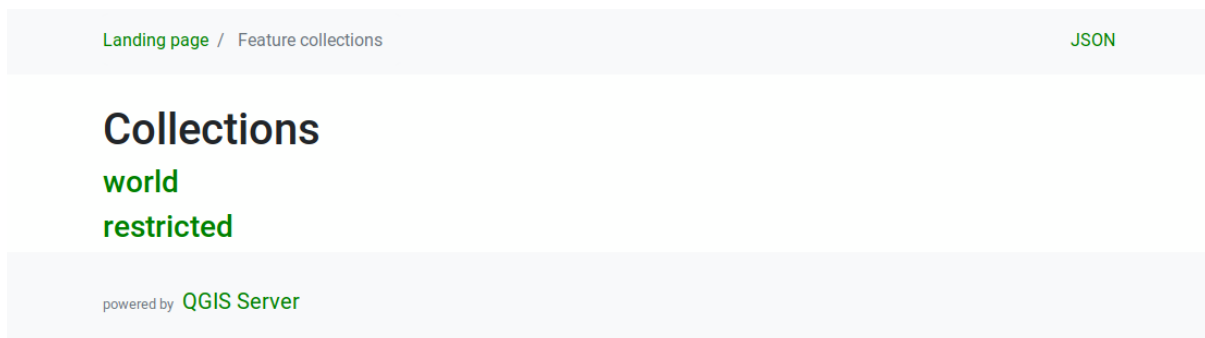 Landing page / Feature collections JSON
Collections
world
restricted
powered by QGIS Server